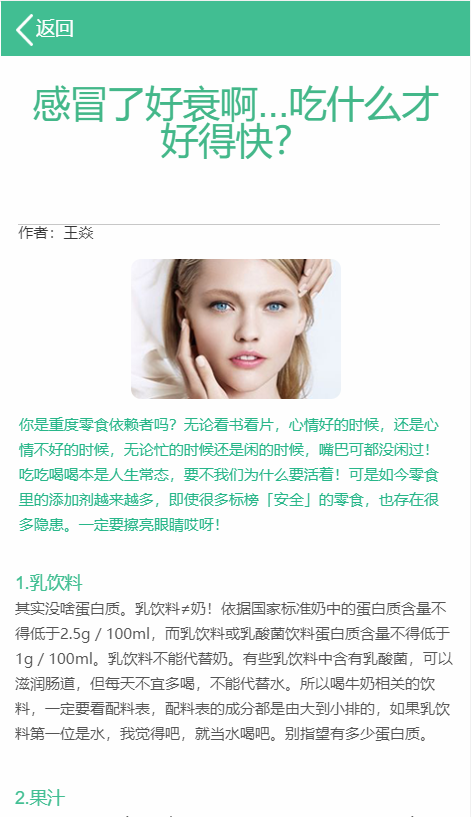 返回
感冒了好衰啊...吃什么才
好得快？
作者：王焱
你是重度零食依赖者吗？无论看书看片，心情好的时候，还是心
情不好的时候，无论忙的时候还是闲的时候，嘴巴可都没闲过！
吃吃喝喝本是人生常态，要不我们为什么要活着！可是如今零食
里的添加剂越来越多，即使很多标榜「安全」的零食，也存在很
多隐患。一定要擦亮眼睛哎呀！
1.乳饮料
其实没啥蛋白质。乳饮料≠奶！依据国家标准奶中的蛋白质含量不
得低于2.5g / 100ml，而乳饮料或乳酸菌饮料蛋白质含量不得低于
1g / 100ml。乳饮料不能代替奶。有些乳饮料中含有乳酸菌，可以
滋润肠道，但每天不宜多喝，不能代替水。所以喝牛奶相关的饮
料，一定要看配料表，配料表的成分都是由大到小排的，如果乳饮
料第一位是水，我觉得吧，就当水喝吧。别指望有多少蛋白质。
2.果汁